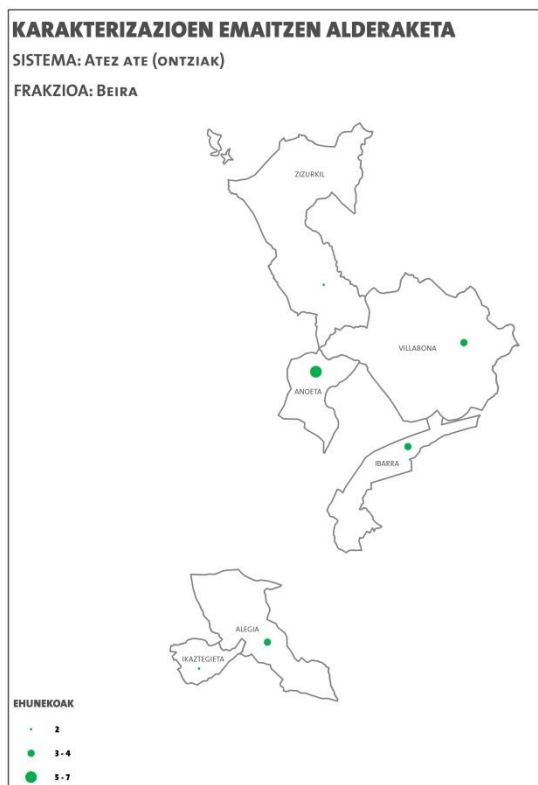 KARAKTERIZAZIOEN EMAITZEN ALDERAKETA
SISTEMA: ATEZ ATE (ONTZIAK)
FRAKZIOA: BEIRA
ZIZURKIL
VILLABONA
ANOETA
IBARRA
ALEGIA
IKAZTEGIETA
EHUNEKOAK
2
3 - 4
5 - 7